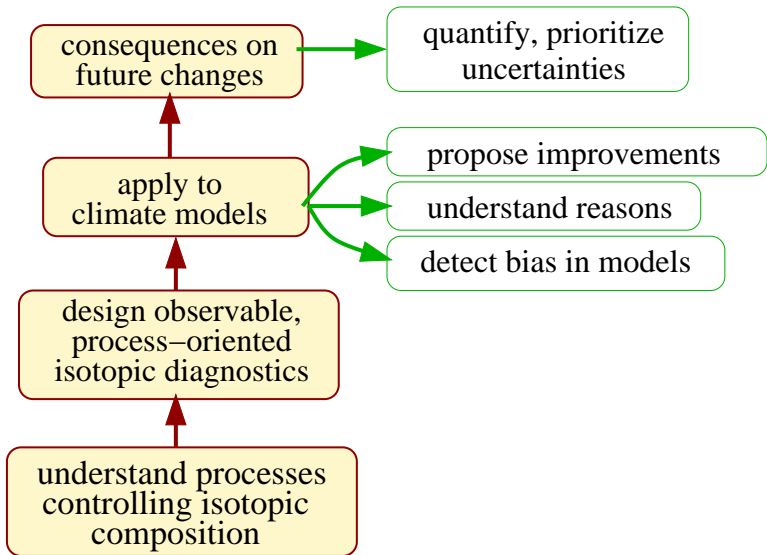 consequences on
future changes
quantify, prioritize
uncertainties
apply to
climate models
propose improvements
understand reasons
detect bias in models
design observable,
process−oriented
isotopic diagnostics
understand processes
controlling isotopic
composition